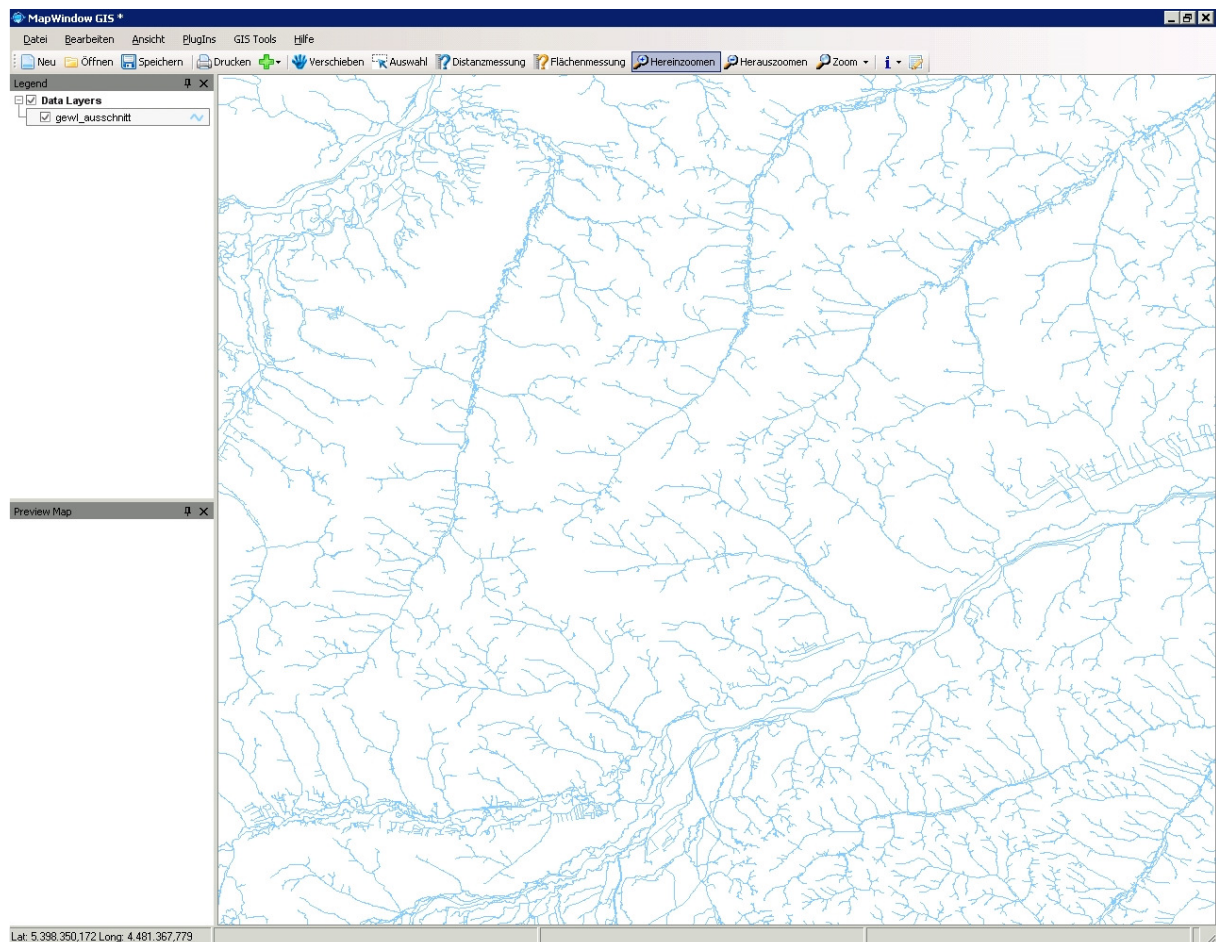 MapWindow GIS *
Datei Bearbeiten Ansicht PlugIns GIS Tools Hilfe
Neu Öffnen Speichern Drucken Verschieben Auswahl Distanzmessung Flächenmessung Hereinzoomen Herauszoomen Zoom
Legend
Data Layers
gewl_ausschnitt
Preview Map
Lat: 5.398.350,172 Long: 4.481.367,779